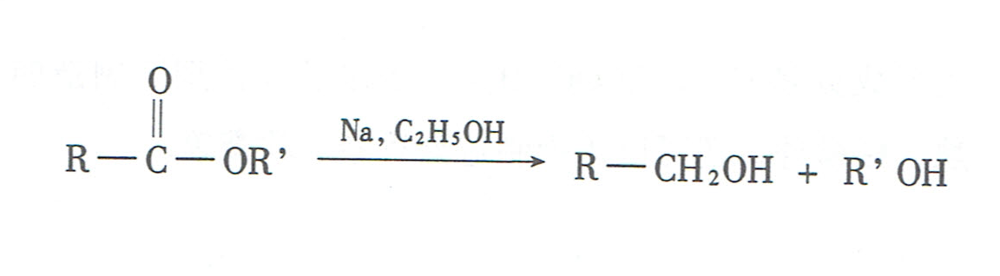 O
R—C—OR’ Na, C₂H₅OH R—CH₂OH + R’ OH